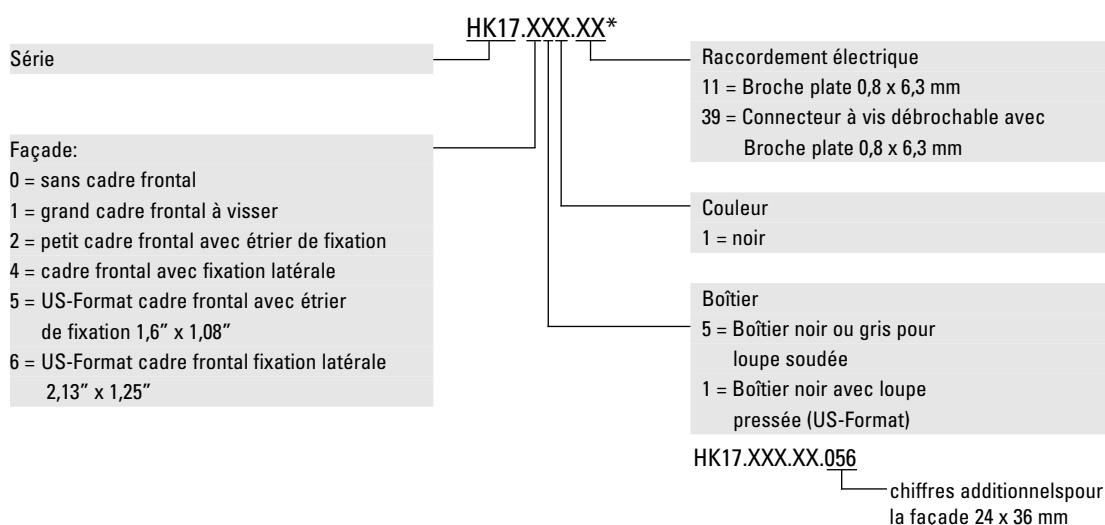 HK17.XXX.XX*
Série
Façade:
0 = sans cadre frontal
1 = grand cadre frontal à visser
2 = petit cadre frontal avec étrier de fixation
4 = cadre frontal avec fixation latérale
5 = US-Format cadre frontal avec étrier
de fixation 1,6” x 1,08”
6 = US-Format cadre frontal fixation latérale
2,13” x 1,25”
Raccordement électrique
11 = Broche plate 0,8 x 6,3 mm
39 = Connecteur à vis débrochable avec
Broche plate 0,8 x 6,3 mm
Couleur
1 = noir
Boîtier
5 = Boîtier noir ou gris pour
loupe soudée
1 = Boîtier noir avec loupe
pressée (US-Format)
HK17.XXX.XX.056
chiffres additionnelspour
la facade 24 x 36 mm